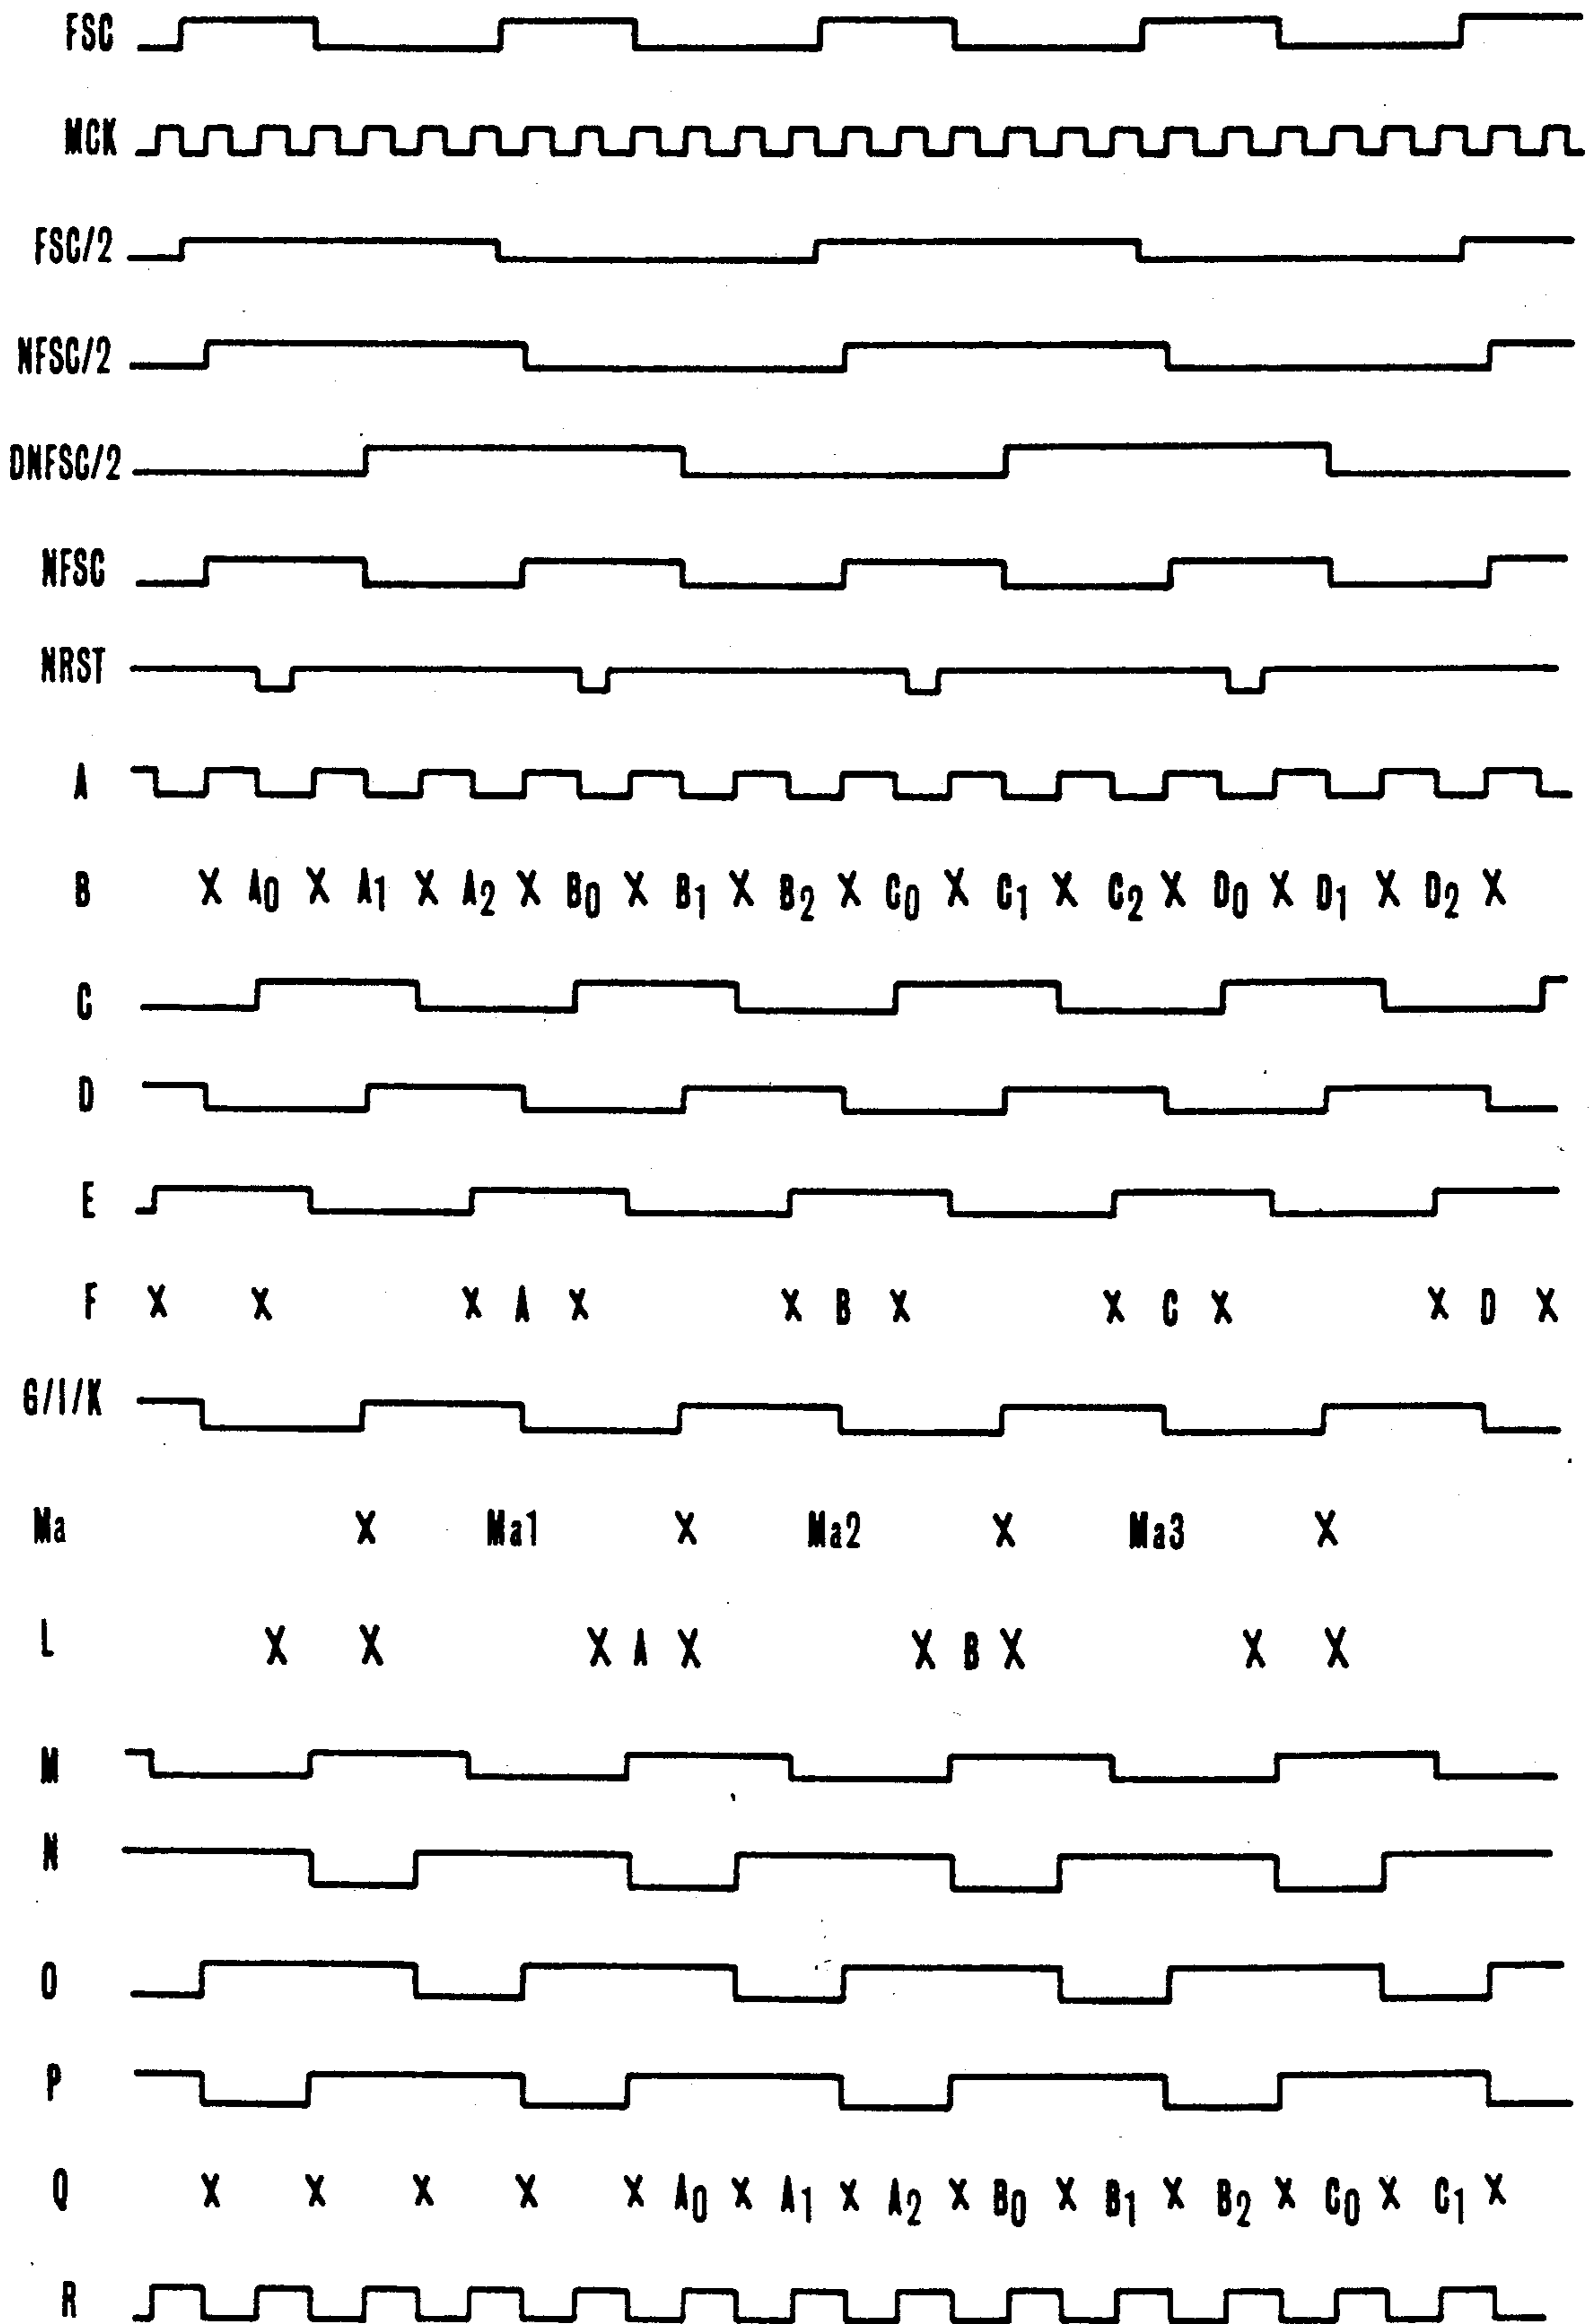 FSC
MCK
FSC/2
NFSC/2
DNFSC/2
NFSC
NRST
A
B X A0 X A1 X A2 X B0 X B1 X B2 X C0 X C1 X C2 X D0 X D1 X D2 X
C
D
E
F X X X A X X B X X C X X D X
G/I/K
Ma X Ma1 X Ma2 X Ma3 X
L X X X A X X B X X X
M
N
O
P
Q X X X X X A0 X A1 X A2 X B0 X B1 X B2 X C0 X C1 X
R